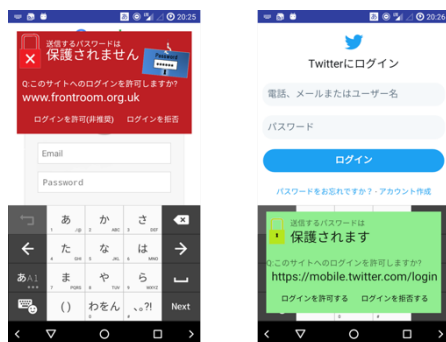 20:25
送信するパスワードは
保護されません
Q:このサイトへのログインを許可しますか?
www.frontroom.org.uk
ログインを許可(非推奨) ログインを拒否
Email
Password
あ か さ
た な は
あA1 ま や ら
() わをん 、。?! Next
20:26
Twitterにログイン
電話、メールまたはユーザー名
パスワード
ログイン
パスワードをお忘れですか?・アカウント作成
送信するパスワードは
保護されます
Q:このサイトへのログインを許可しますか?
https://mobile.twitter.com/login
ログインを許可する ログインを拒否する